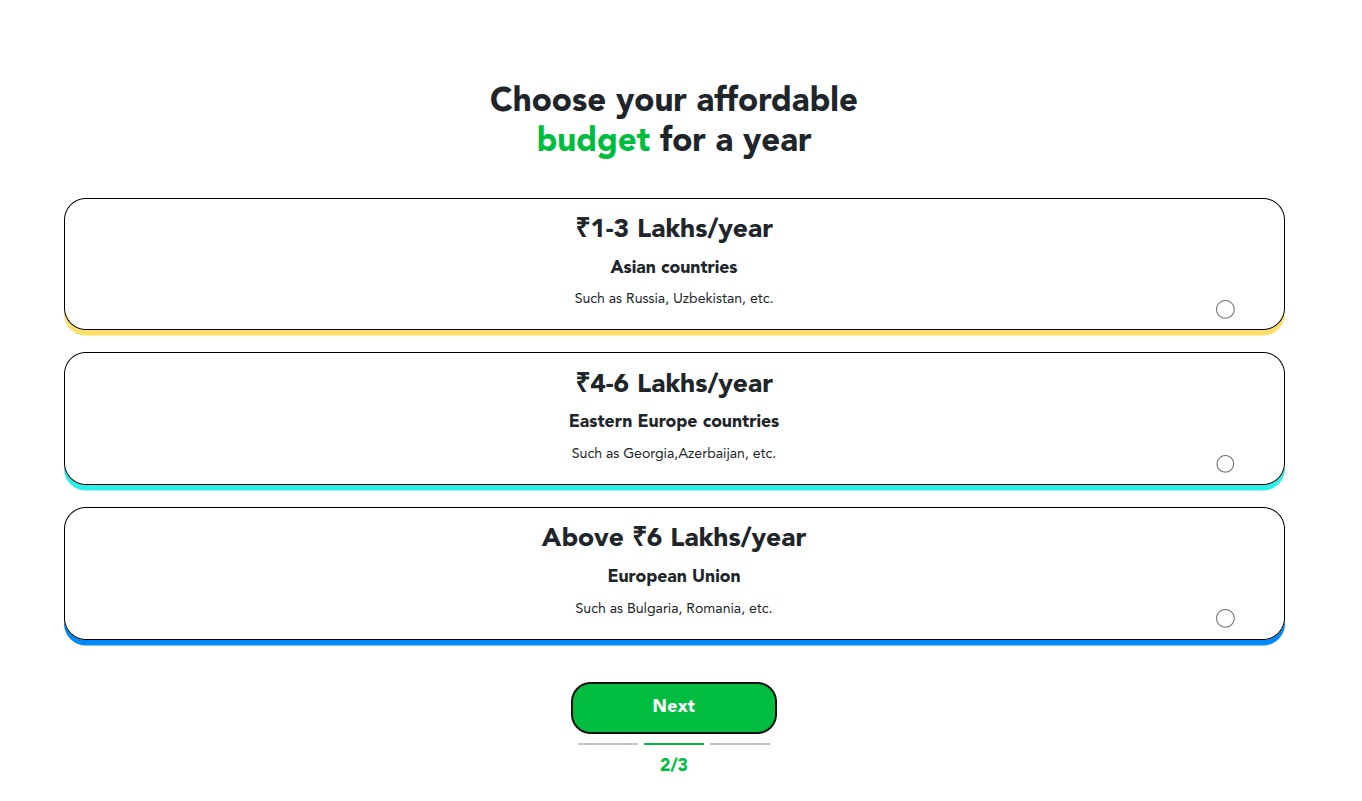 Choose your affordable
budget for a year
₹1-3 Lakhs/year
Asian countries
Such as Russia, Uzbekistan, etc.
₹4-6 Lakhs/year
Eastern Europe countries
Such as Georgia,Azerbaijan, etc.
Above ₹6 Lakhs/year
European Union
Such as Bulgaria, Romania, etc.
Next
2/3